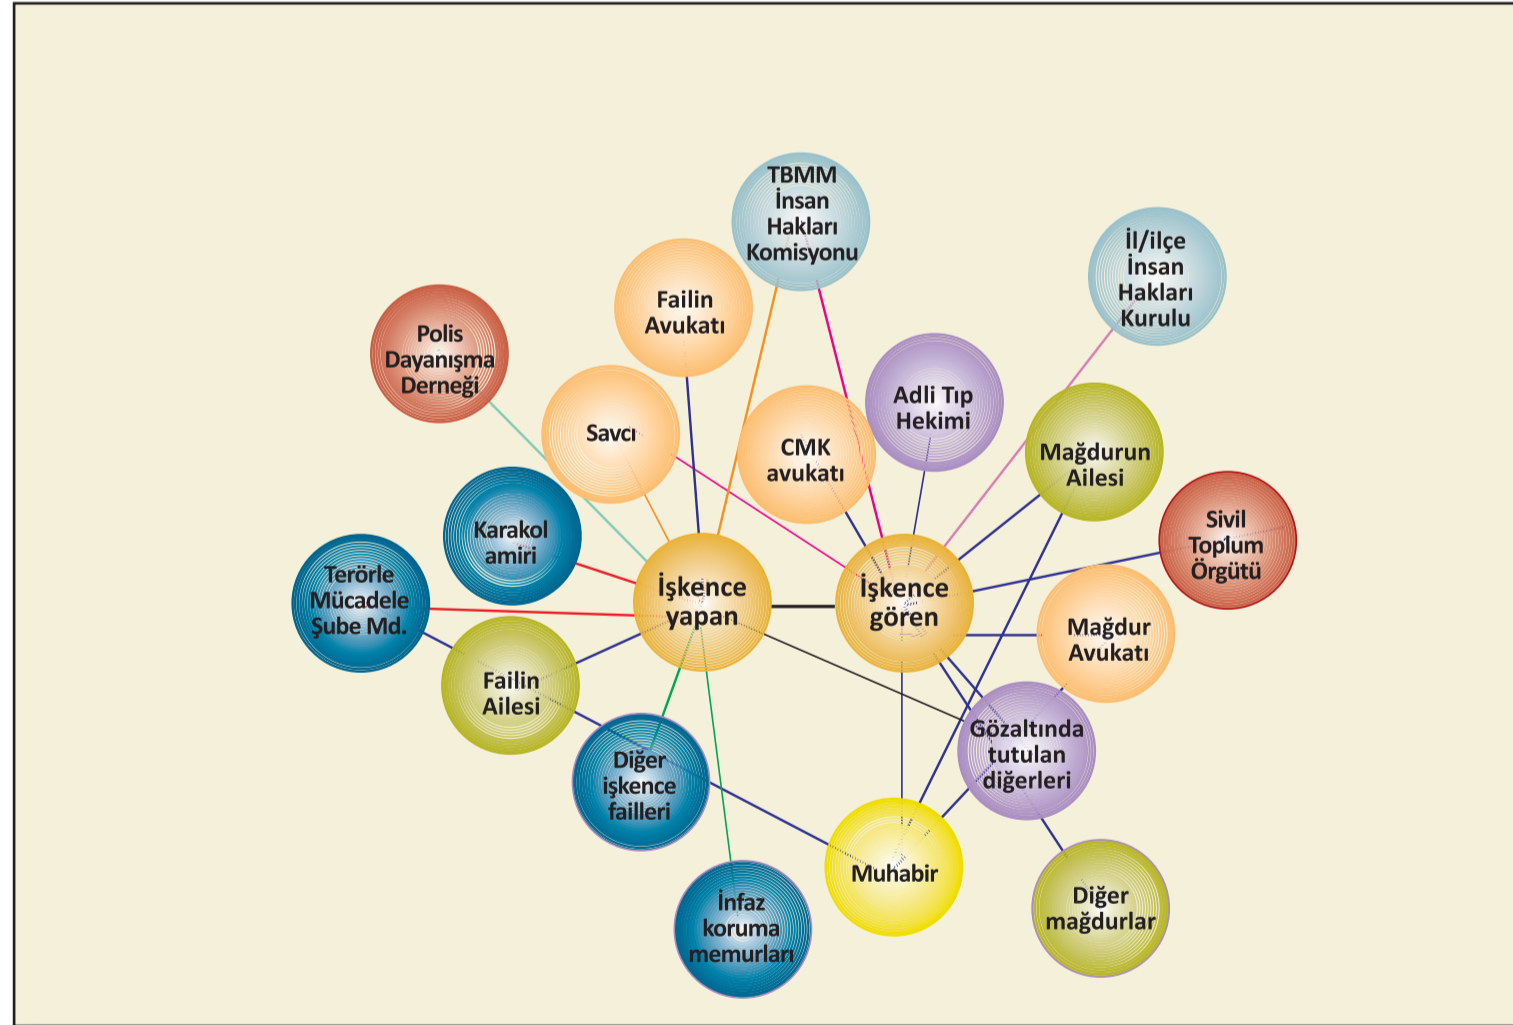 TBMM
İnsan
Hakları
Komisyonu
İl/ilçe
İnsan
Hakları
Kurulu
Failin
Avukatı
Polis
Dayanışma
Derneği
Savcı
CMK
avukatı
Adli Tıp
Hekimi
Mağdurun
Ailesi
Karakol
amiri
Sivil
Toplum
Örgütü
Terörle
Mücadele
Şube Md.
İşkence
yapan
İşkence
gören
Mağdur
Avukatı
Failin
Ailesi
Gözaltında
tutulan
diğerleri
Diğer
işkence
failleri
Muhabir
İnfaz
koruma
memurları
Diğer
mağdurlar